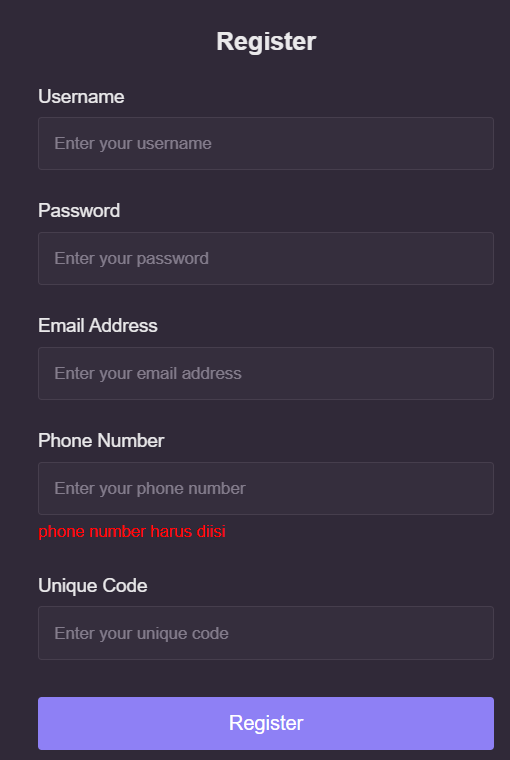 Register
Username
Enter your username
Password
Enter your password
Email Address
Enter your email address
Phone Number
Enter your phone number
phone number harus diisi
Unique Code
Enter your unique code
Register